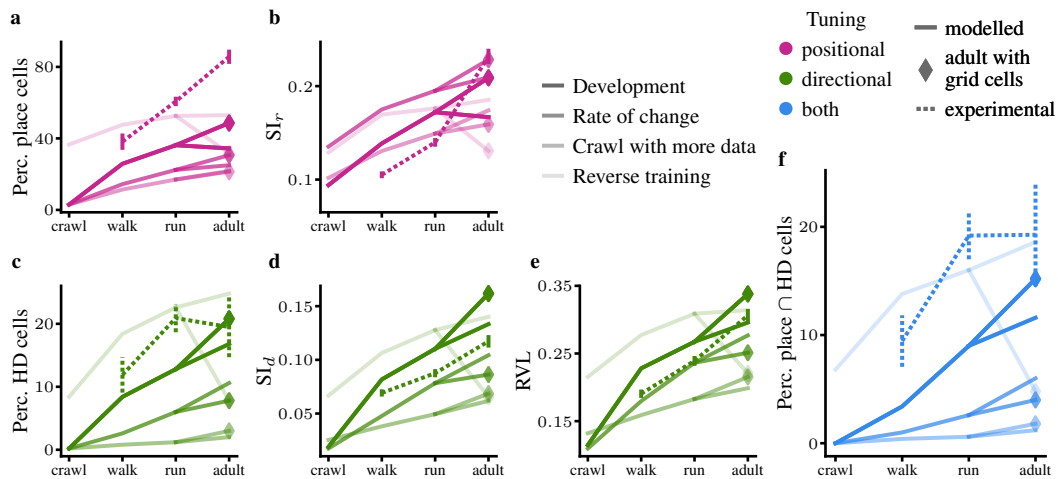 a
Perc. place cells
80
40
0
crawl walk run adult
b
SIr
0.2
0.1
crawl walk run adult
Development
Rate of change
Crawl with more data
Reverse training
Tuning
positional
directional
both
modelled
adult with
grid cells
experimental
c
Perc. HD cells
20
10
0
crawl walk run adult
d
SId
0.15
0.10
0.05
crawl walk run adult
e
RVL
0.35
0.25
0.15
crawl walk run adult
f
Perc. place ∩ HD cells
20
10
0
crawl walk run adult